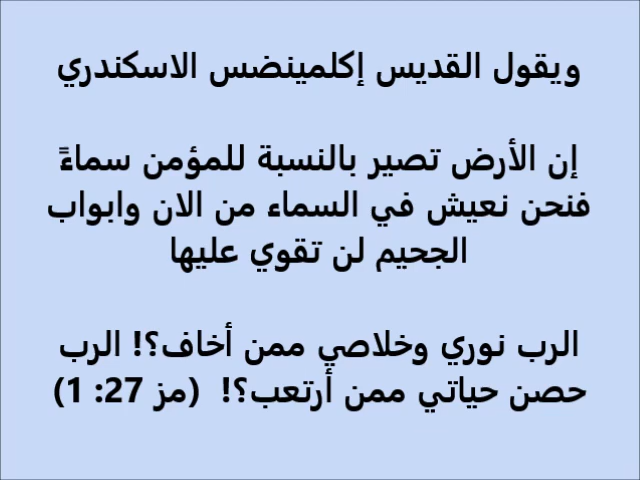 ويقول القديس إكلمينضس الاسكندري
إن الأرض تصير بالنسبة للمؤمن سماءً
فنحن نعيش في السماء من الان وابواب
الجحيم لن تقوي عليها
الرب نوري وخلاصي ممن أخاف؟! الرب
حصن حياتي ممن أرتعب؟! (مز 27: 1)